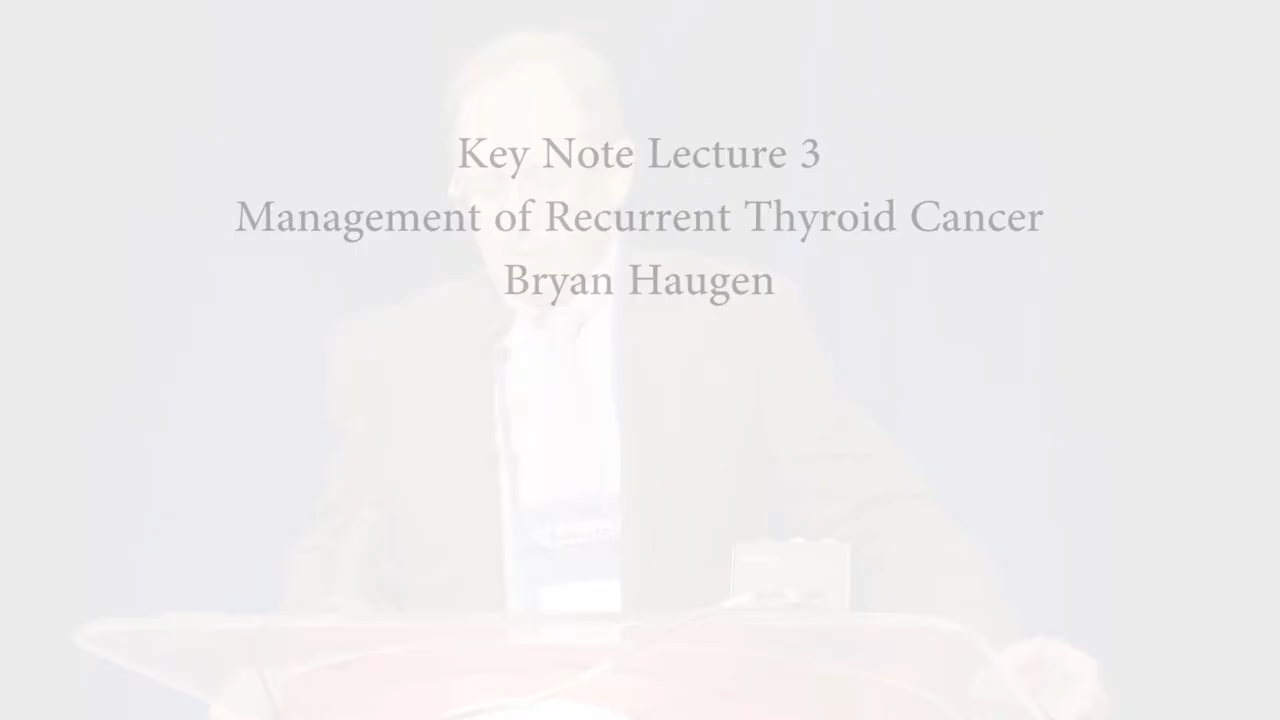 Key Note Lecture 3
Management of Recurrent Thyroid Cancer
Bryan Haugen